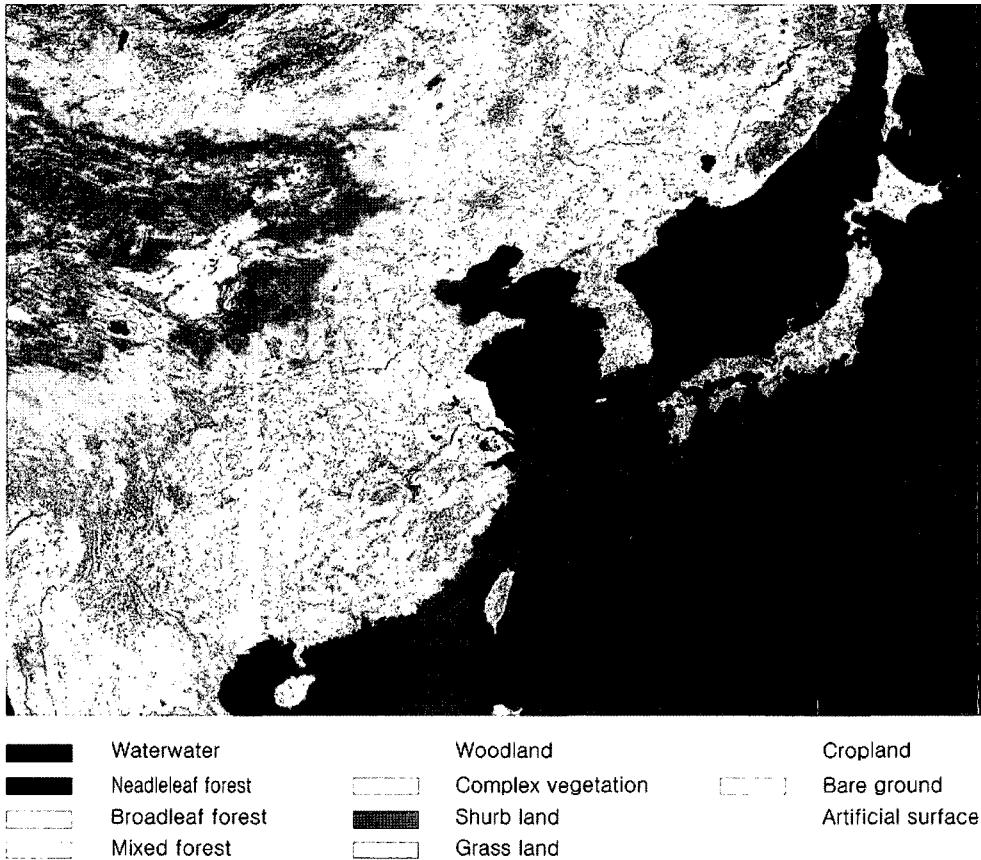 Waterwater
Neadleleaf forest
Broadleaf forest
Mixed forest
Woodland
Complex vegetation
Shurb land
Grass land
Cropland
Bare ground
Artificial surface